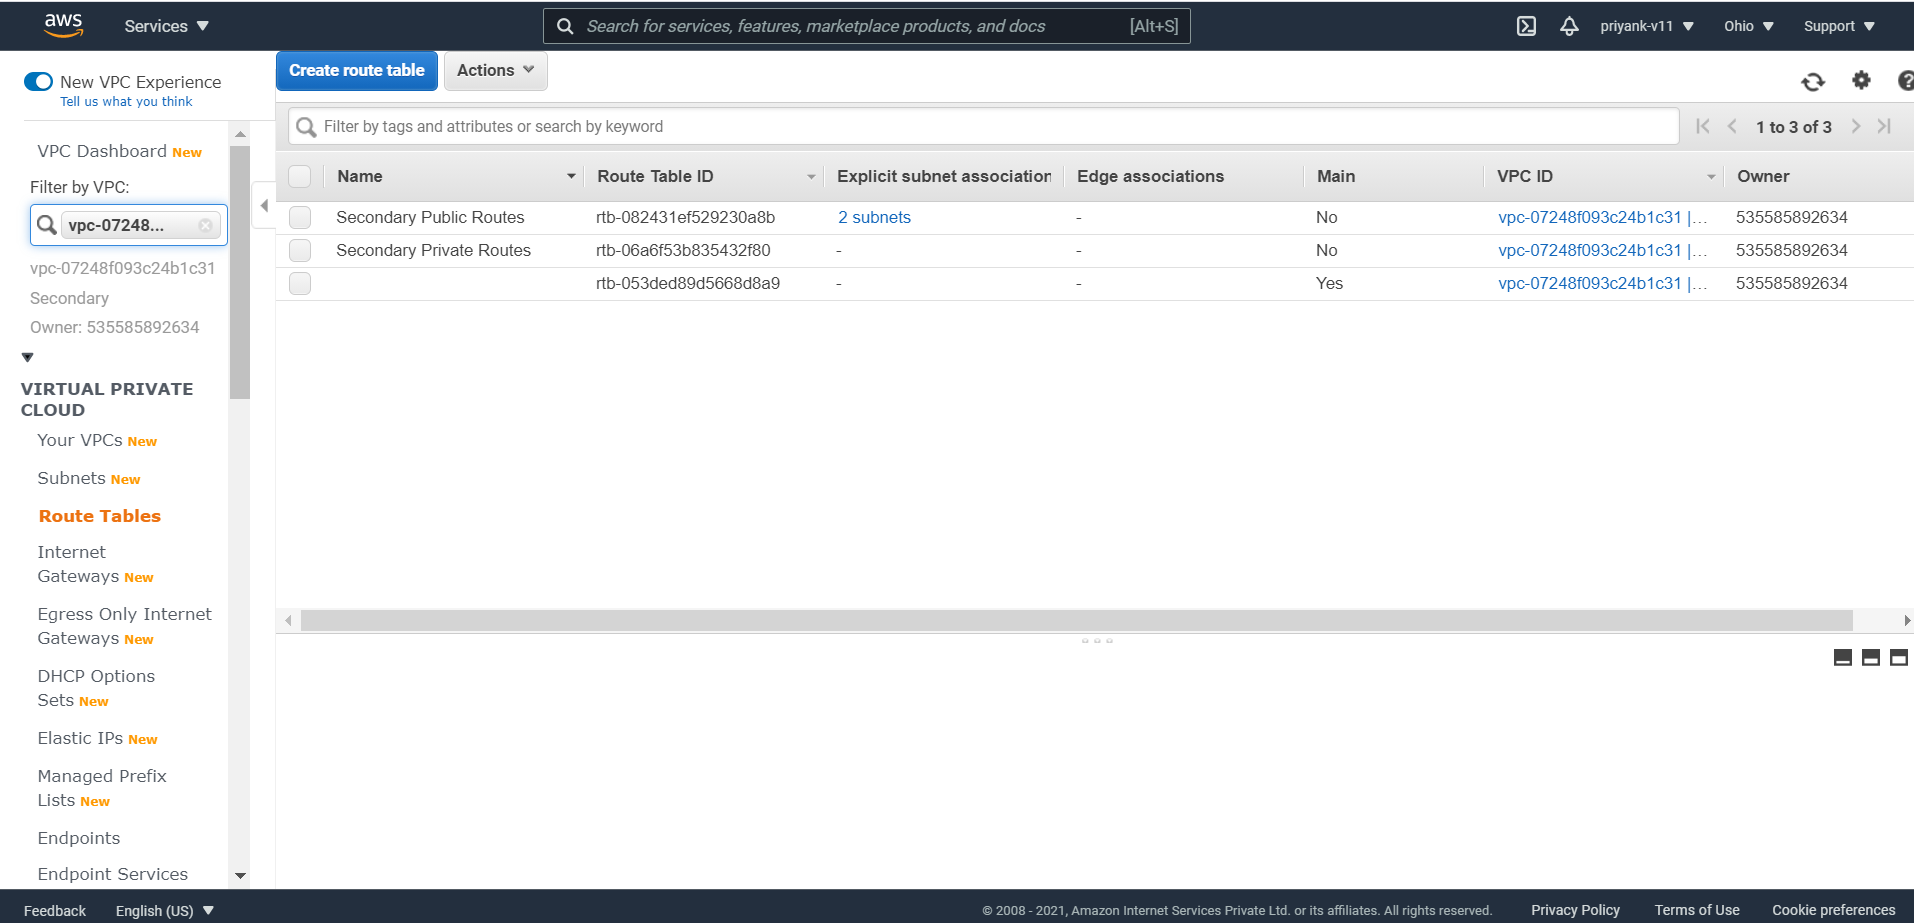 aws
Services
Search for services, features, marketplace products, and docs [Alt+S]
priyank-v11
Ohio
Support
New VPC Experience
Tell us what you think
VPC Dashboard New
Filter by VPC:
vpc-07248...
vpc-07248f093c24b1c31
Secondary
Owner: 535585892634
VIRTUAL PRIVATE
CLOUD
Your VPCs New
Subnets New
Route Tables
Internet
Gateways New
Egress Only Internet
Gateways New
DHCP Options
Sets New
Elastic IPs New
Managed Prefix
Lists New
Endpoints
Endpoint Services
Create route table
Actions
Filter by tags and attributes or search by keyword
1 to 3 of 3
Name Route Table ID Explicit subnet association Edge associations Main VPC ID Owner
Secondary Public Routes rtb-082431ef529230a8b 2 subnets - No vpc-07248f093c24b1c31 |... 535585892634
Secondary Private Routes rtb-06a6f53b835432f80 - - No vpc-07248f093c24b1c31 |... 535585892634
rtb-053ded89d5668d8a9 - - Yes vpc-07248f093c24b1c31 |... 535585892634
Feedback
English (US)
© 2008 - 2021, Amazon Internet Services Private Ltd. or its affiliates. All rights reserved.
Privacy Policy
Terms of Use
Cookie preferences